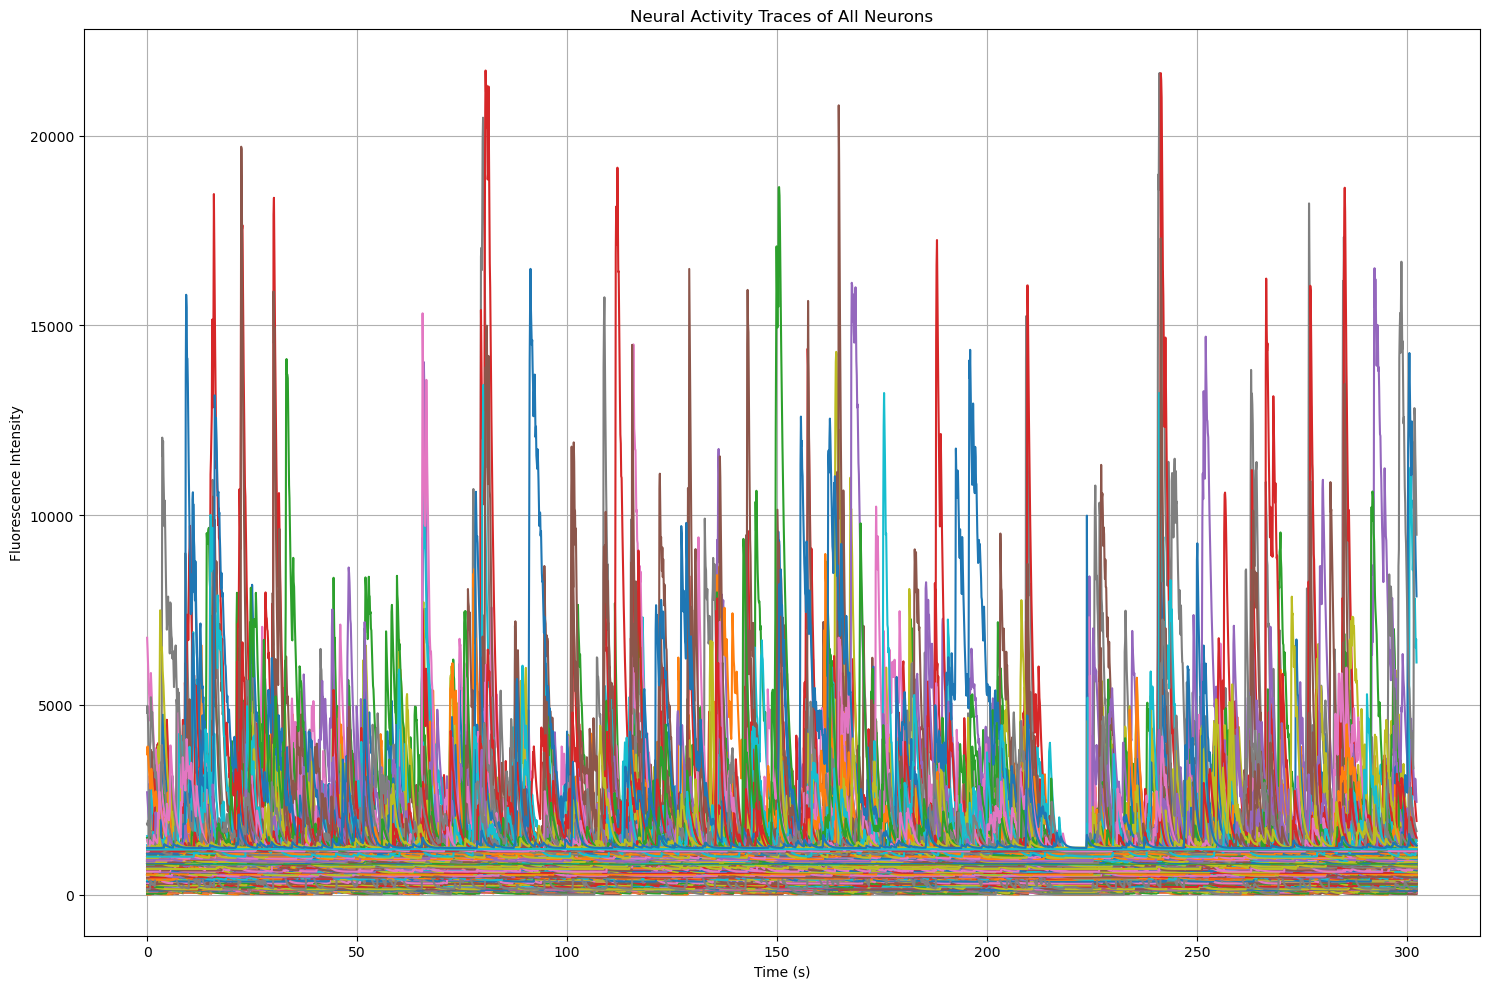 Neural Activity Traces of All Neurons
Fluorescence Intensity
20000
15000
10000
5000
0
0 50 100 150 200 250 300
Time (s)